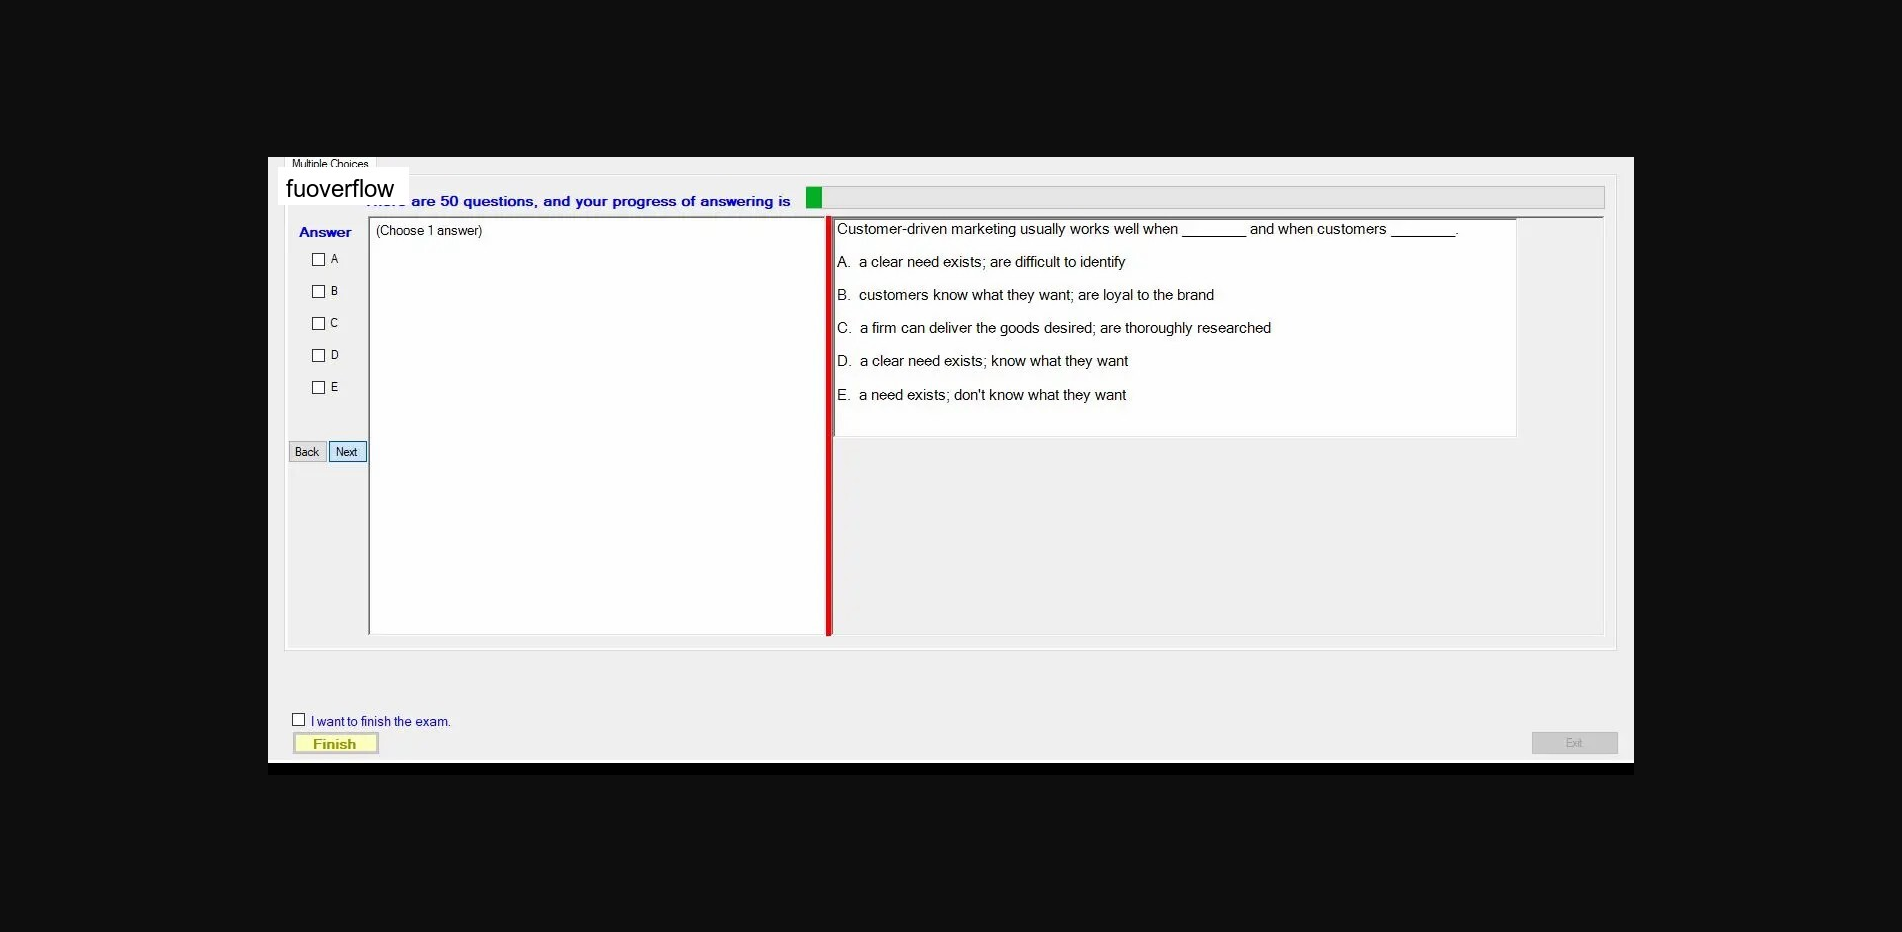 Multiple Choices
fuoverflow
are 50 questions, and your progress of answering is
Answer
(Choose 1 answer)
A
B
C
D
E
Back Next
Customer-driven marketing usually works well when ________ and when customers ________.
A. a clear need exists; are difficult to identify
B. customers know what they want; are loyal to the brand
C. a firm can deliver the goods desired; are thoroughly researched
D. a clear need exists; know what they want
E. a need exists; don't know what they want
I want to finish the exam.
Finish
Exit